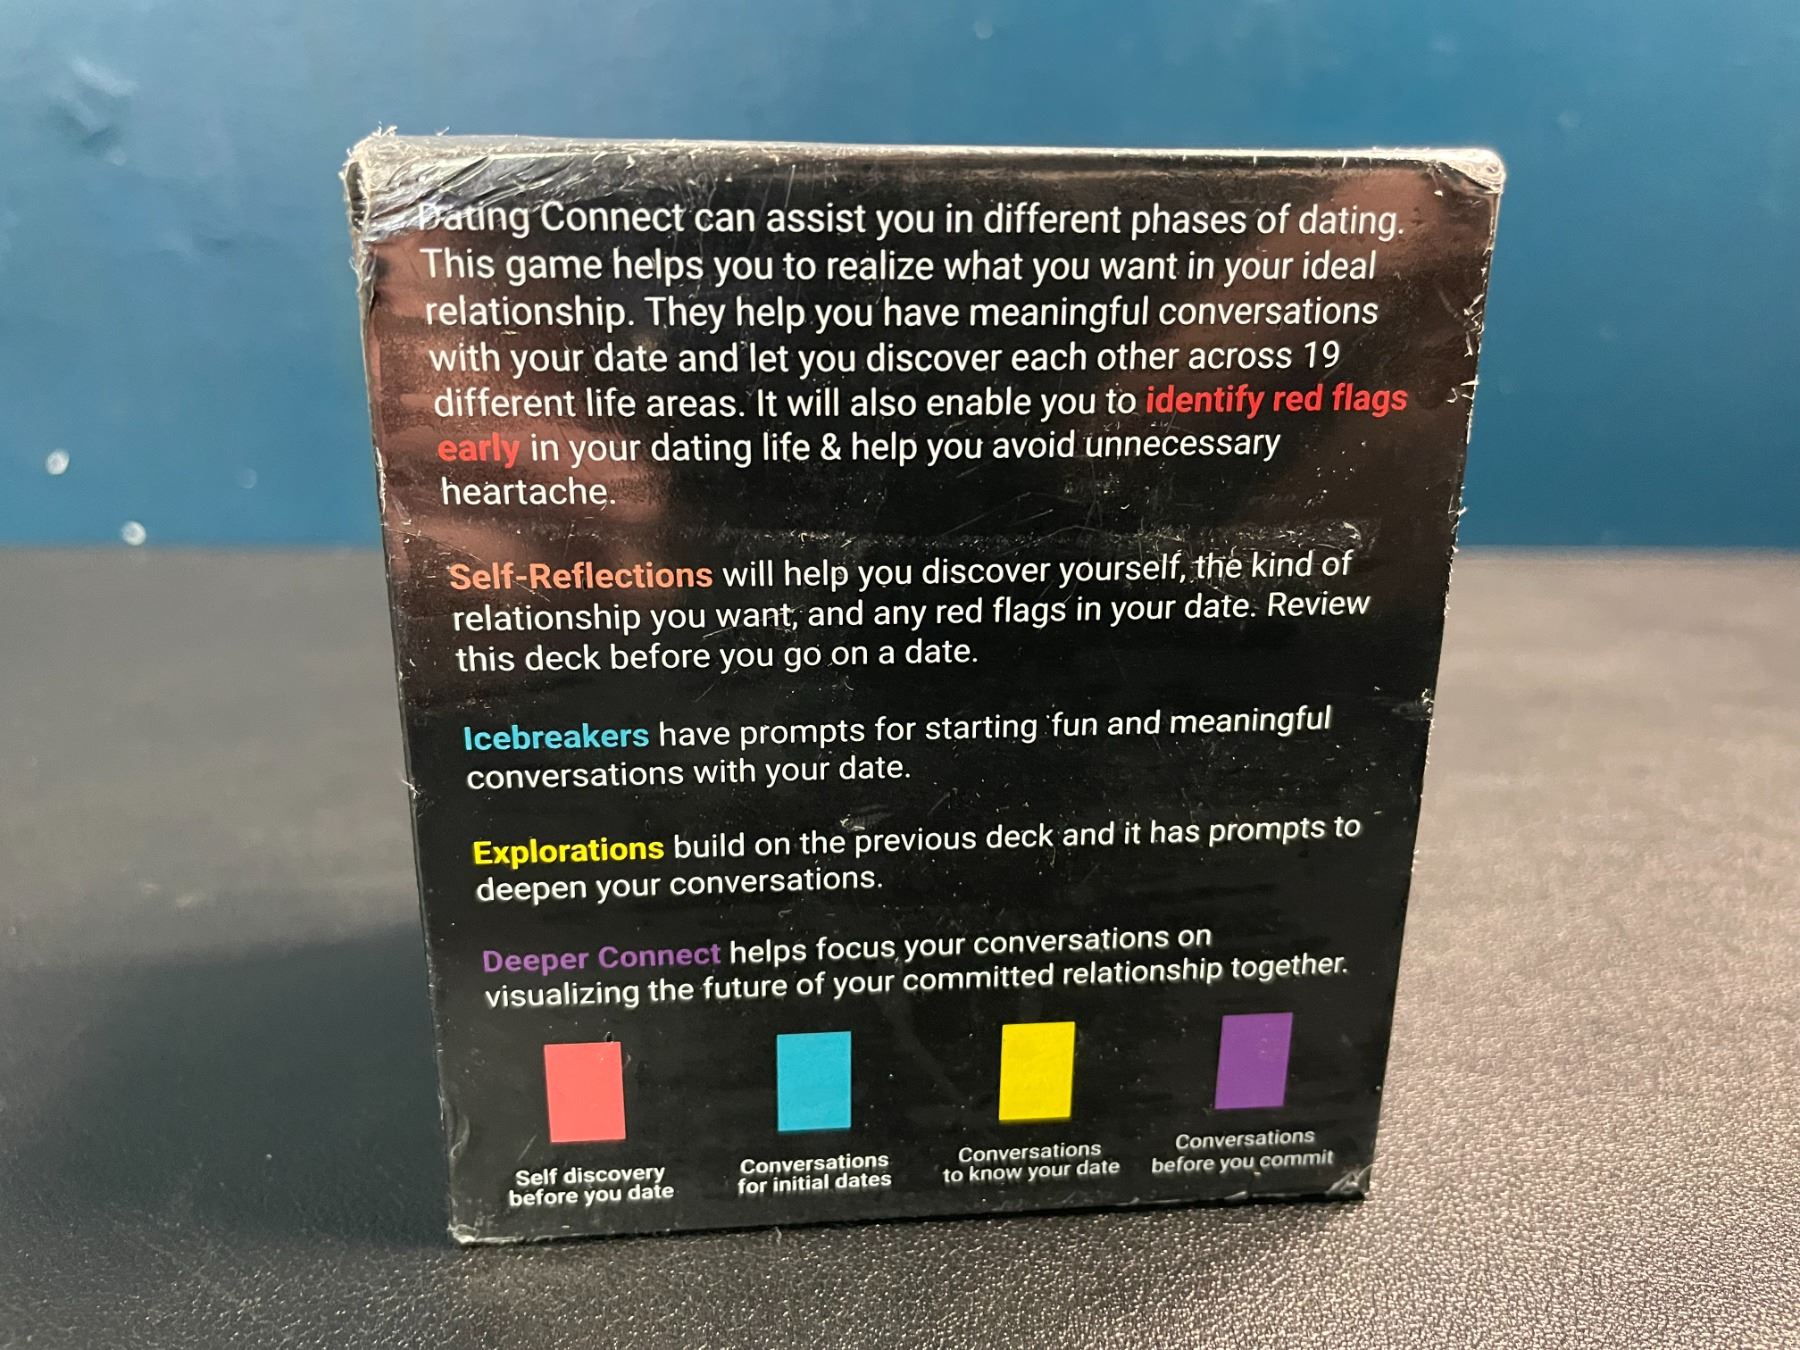 Dating Connect can assist you in different phases of dating.
This game helps you to realize what you want in your ideal
relationship. They help you have meaningful conversations
with your date and let you discover each other across 19
different life areas. It will also enable you to identify red flags
early in your dating life & help you avoid unnecessary
heartache.
Self-Reflections will help you discover yourself, the kind of
relationship you want, and any red flags in your date. Review
this deck before you go on a date.
Icebreakers have prompts for starting fun and meaningful
conversations with your date.
Explorations build on the previous deck and it has prompts to
deepen your conversations.
Deeper Connect helps focus your conversations on
visualizing the future of your committed relationship together.
Self discovery
before you date
Conversations
for initial dates
Conversations
to know your date
Conversations
before you commit